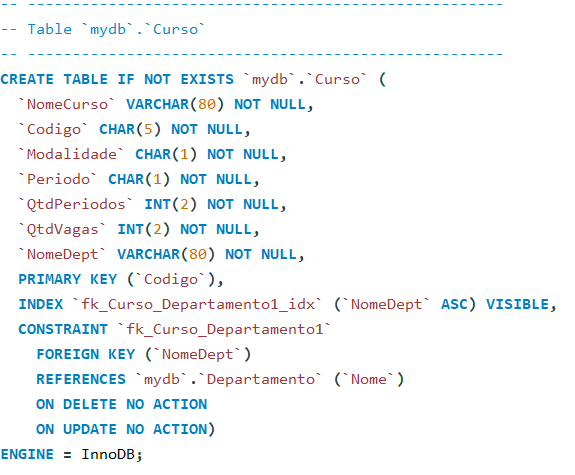 -- -----------------------------------------------------
-- Table `mydb`.`Curso`
-- -----------------------------------------------------
CREATE TABLE IF NOT EXISTS `mydb`.`Curso` (
  `NomeCurso` VARCHAR(80) NOT NULL,
  `Codigo` CHAR(5) NOT NULL,
  `Modalidade` CHAR(1) NOT NULL,
  `Periodo` CHAR(1) NOT NULL,
  `QtdPeriodos` INT(2) NOT NULL,
  `QtdVagas` INT(2) NOT NULL,
  `NomeDept` VARCHAR(80) NOT NULL,
  PRIMARY KEY (`Codigo`),
  INDEX `fk_Curso_Departamento1_idx` (`NomeDept` ASC) VISIBLE,
  CONSTRAINT `fk_Curso_Departamento1`
    FOREIGN KEY (`NomeDept`)
    REFERENCES `mydb`.`Departamento` (`Nome`)
    ON DELETE NO ACTION
    ON UPDATE NO ACTION)
ENGINE = InnoDB;